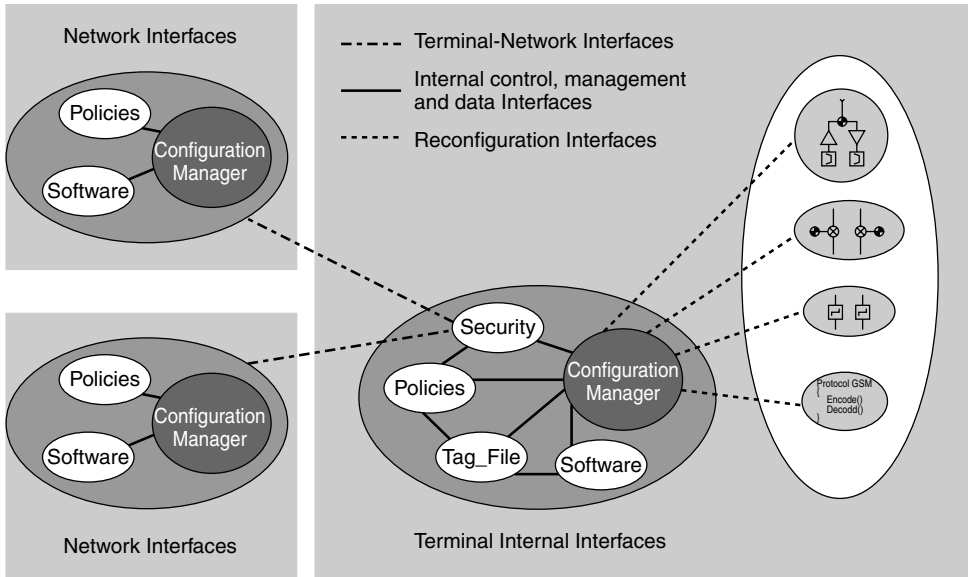 Network Interfaces
Policies
Configuration
Manager
Software
Policies
Configuration
Manager
Software
Network Interfaces
Terminal-Network Interfaces
Internal control, management
and data Interfaces
Reconfiguration Interfaces
Security
Policies
Configuration
Manager
Tag_File
Software
Terminal Internal Interfaces
Protocol GSM
{
Encode()
Decodd()
}